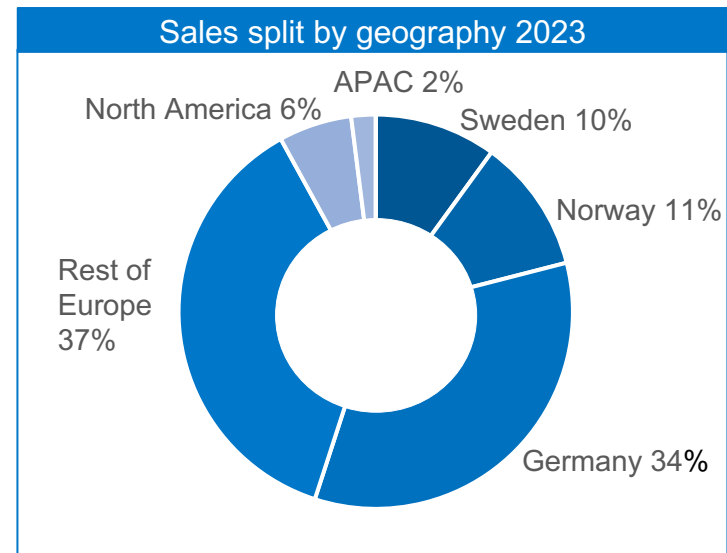 Sales split by geography 2023
APAC 2%
North America 6%
Sweden 10%
Norway 11%
Rest of
Europe
37%
Germany 34%